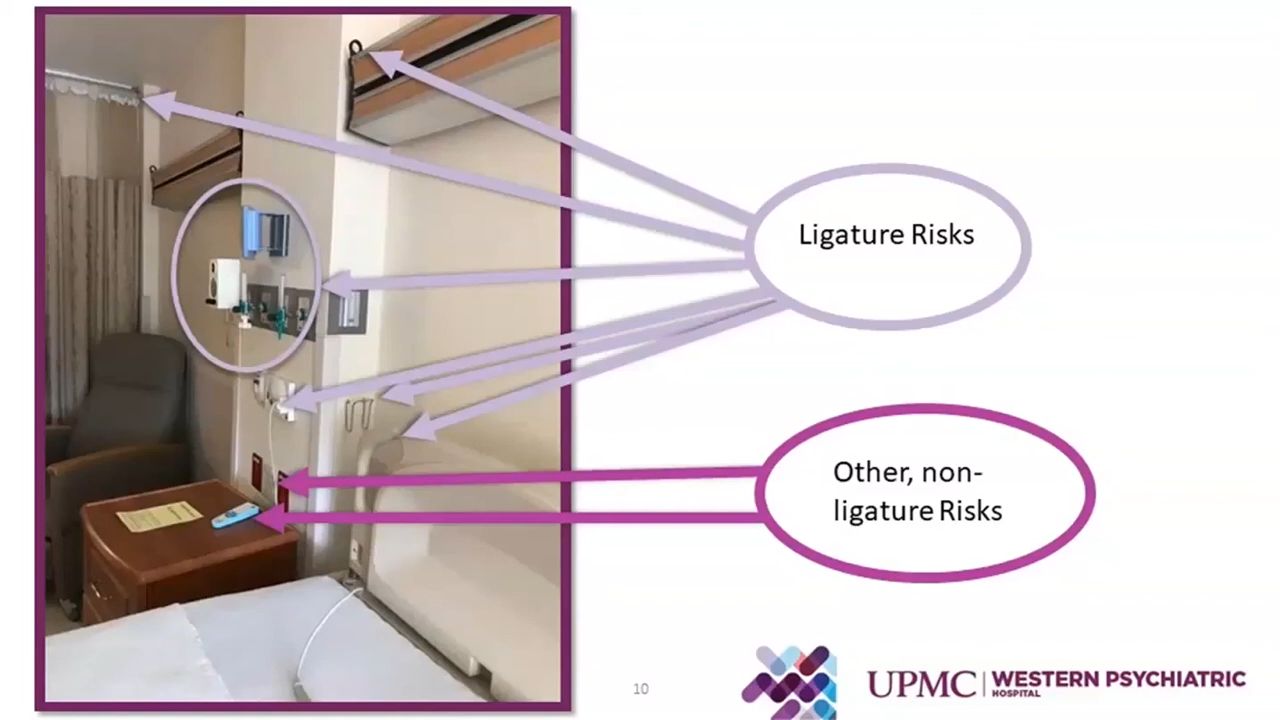 Ligature Risks
Other, non-
ligature Risks
10
UPMC | WESTERN PSYCHIATRIC
HOSPITAL